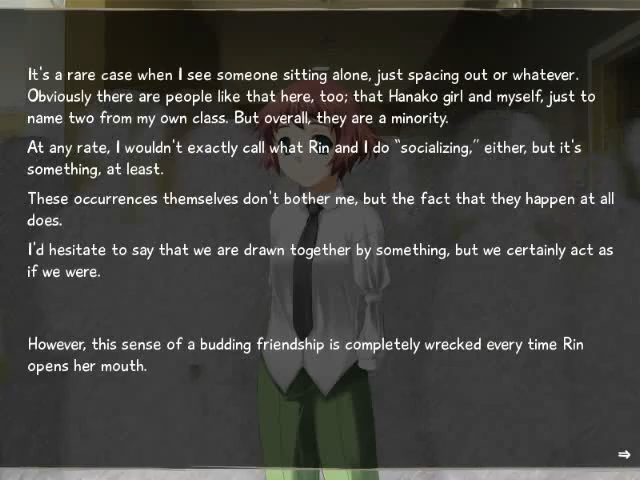 It's a rare case when I see someone sitting alone, just spacing out or whatever.
Obviously there are people like that here, too; that Hanako girl and myself, just to
name two from my own class. But overall, they are a minority.
At any rate, I wouldn't exactly call what Rin and I do “socializing,” either, but it's
something, at least.
These occurrences themselves don't bother me, but the fact that they happen at all
does.
I'd hesitate to say that we are drawn together by something, but we certainly act as
if we were.
However, this sense of a budding friendship is completely wrecked every time Rin
opens her mouth.
⇒